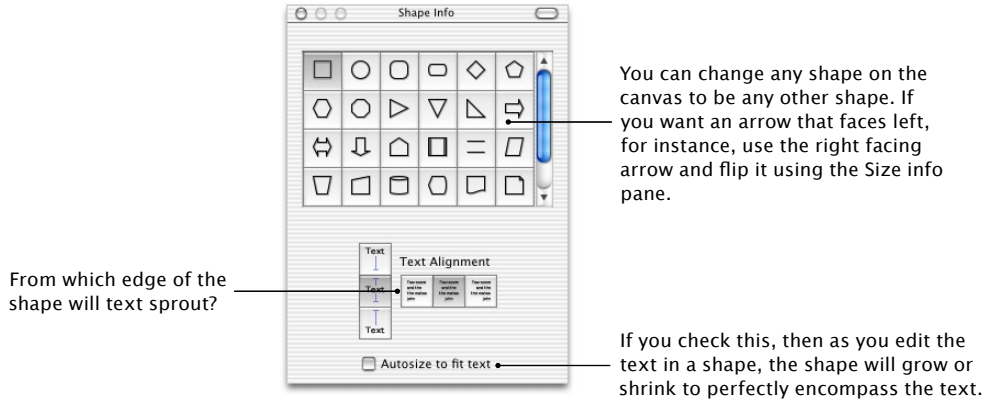 Shape Info
You can change any shape on the
canvas to be any other shape. If
you want an arrow that faces left,
for instance, use the right facing
arrow and flip it using the Size info
pane.
From which edge of the
shape will text sprout?
Text
Text
Text
Text Alignment
Autosize to fit text
If you check this, then as you edit the
text in a shape, the shape will grow or
shrink to perfectly encompass the text.